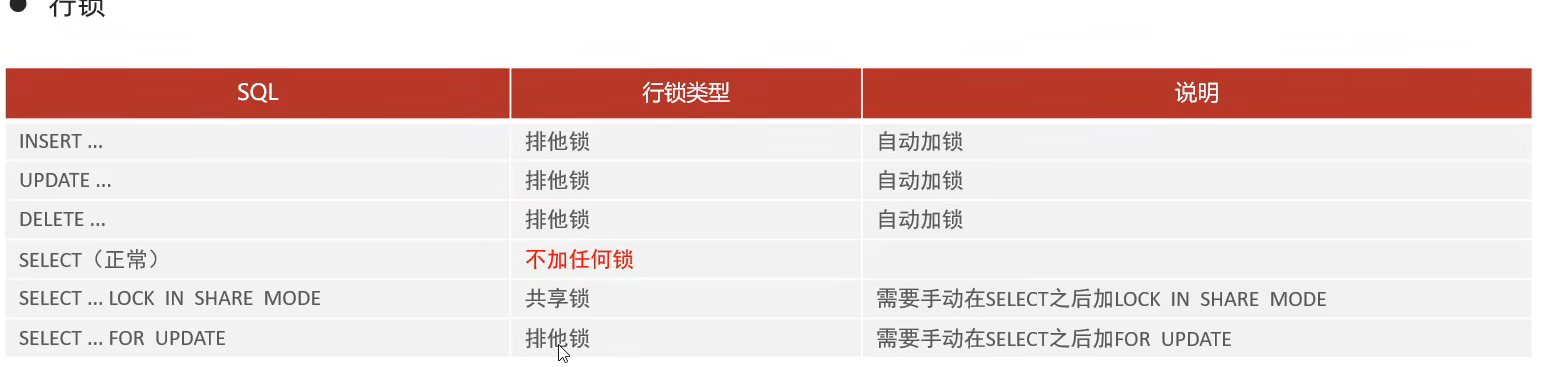 ● 行锁
SQL 行锁类型 说明
INSERT ... 排他锁 自动加锁
UPDATE ... 排他锁 自动加锁
DELETE ... 排他锁 自动加锁
SELECT（正常） 不加任何锁
SELECT ... LOCK IN SHARE MODE 共享锁 需要手动在SELECT之后加LOCK IN SHARE MODE
SELECT ... FOR UPDATE 排他锁 需要手动在SELECT之后加FOR UPDATE